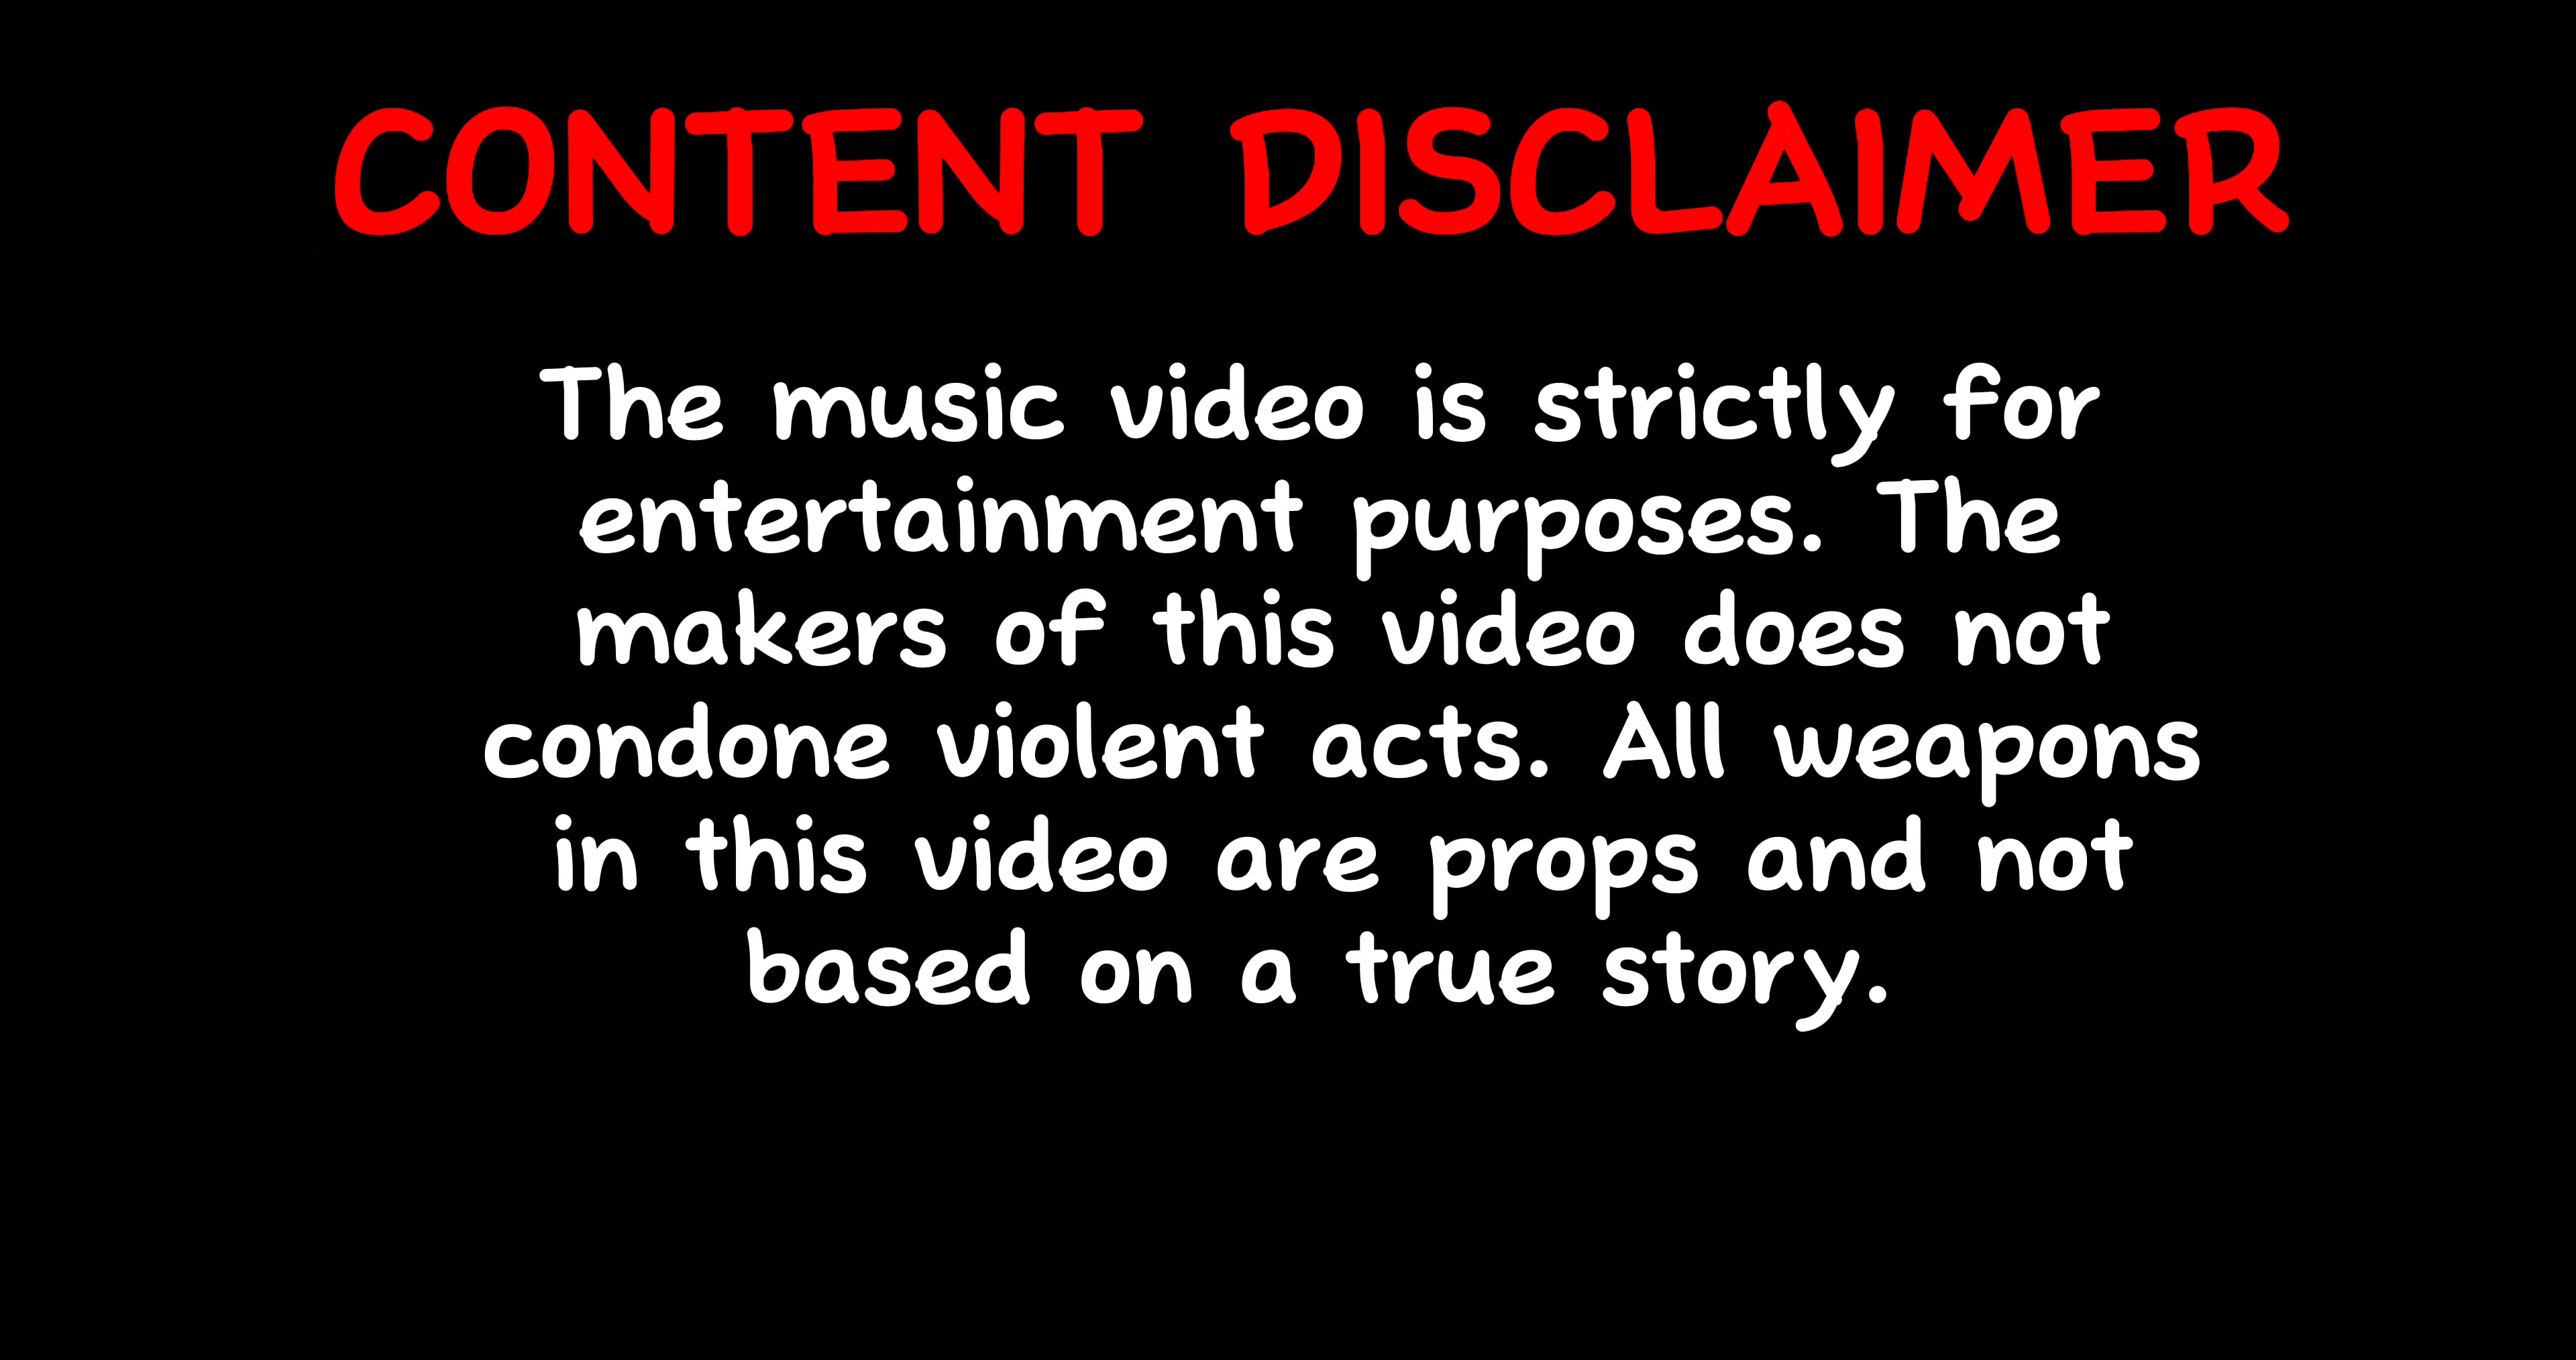 CONTENT DISCLAIMER
The music video is strictly for
entertainment purposes. The
makers of this video does not
condone violent acts. All weapons
in this video are props and not
based on a true story.